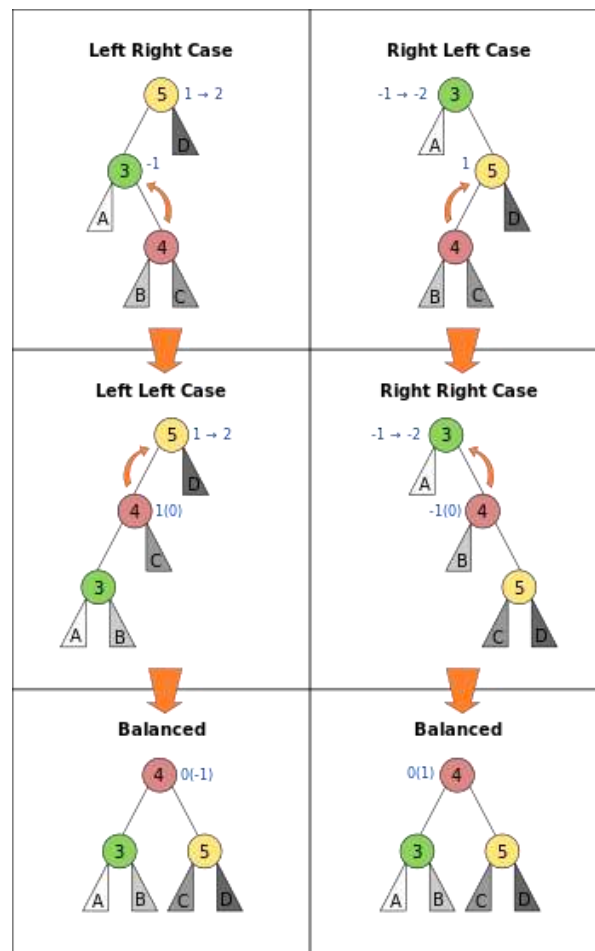 Left Right Case
5 1 → 2
D
3 -1
A
4
B C
Right Left Case
-1 → -2 3
A
1 5
D
4
B C
Left Left Case
5 1 → 2
D
4 1(0)
C
3
A B
Right Right Case
-1 → -2 3
A
-1(0) 4
B
5
C D
Balanced
4 0(-1)
3 5
A B C D
Balanced
0(1) 4
3 5
A B C D